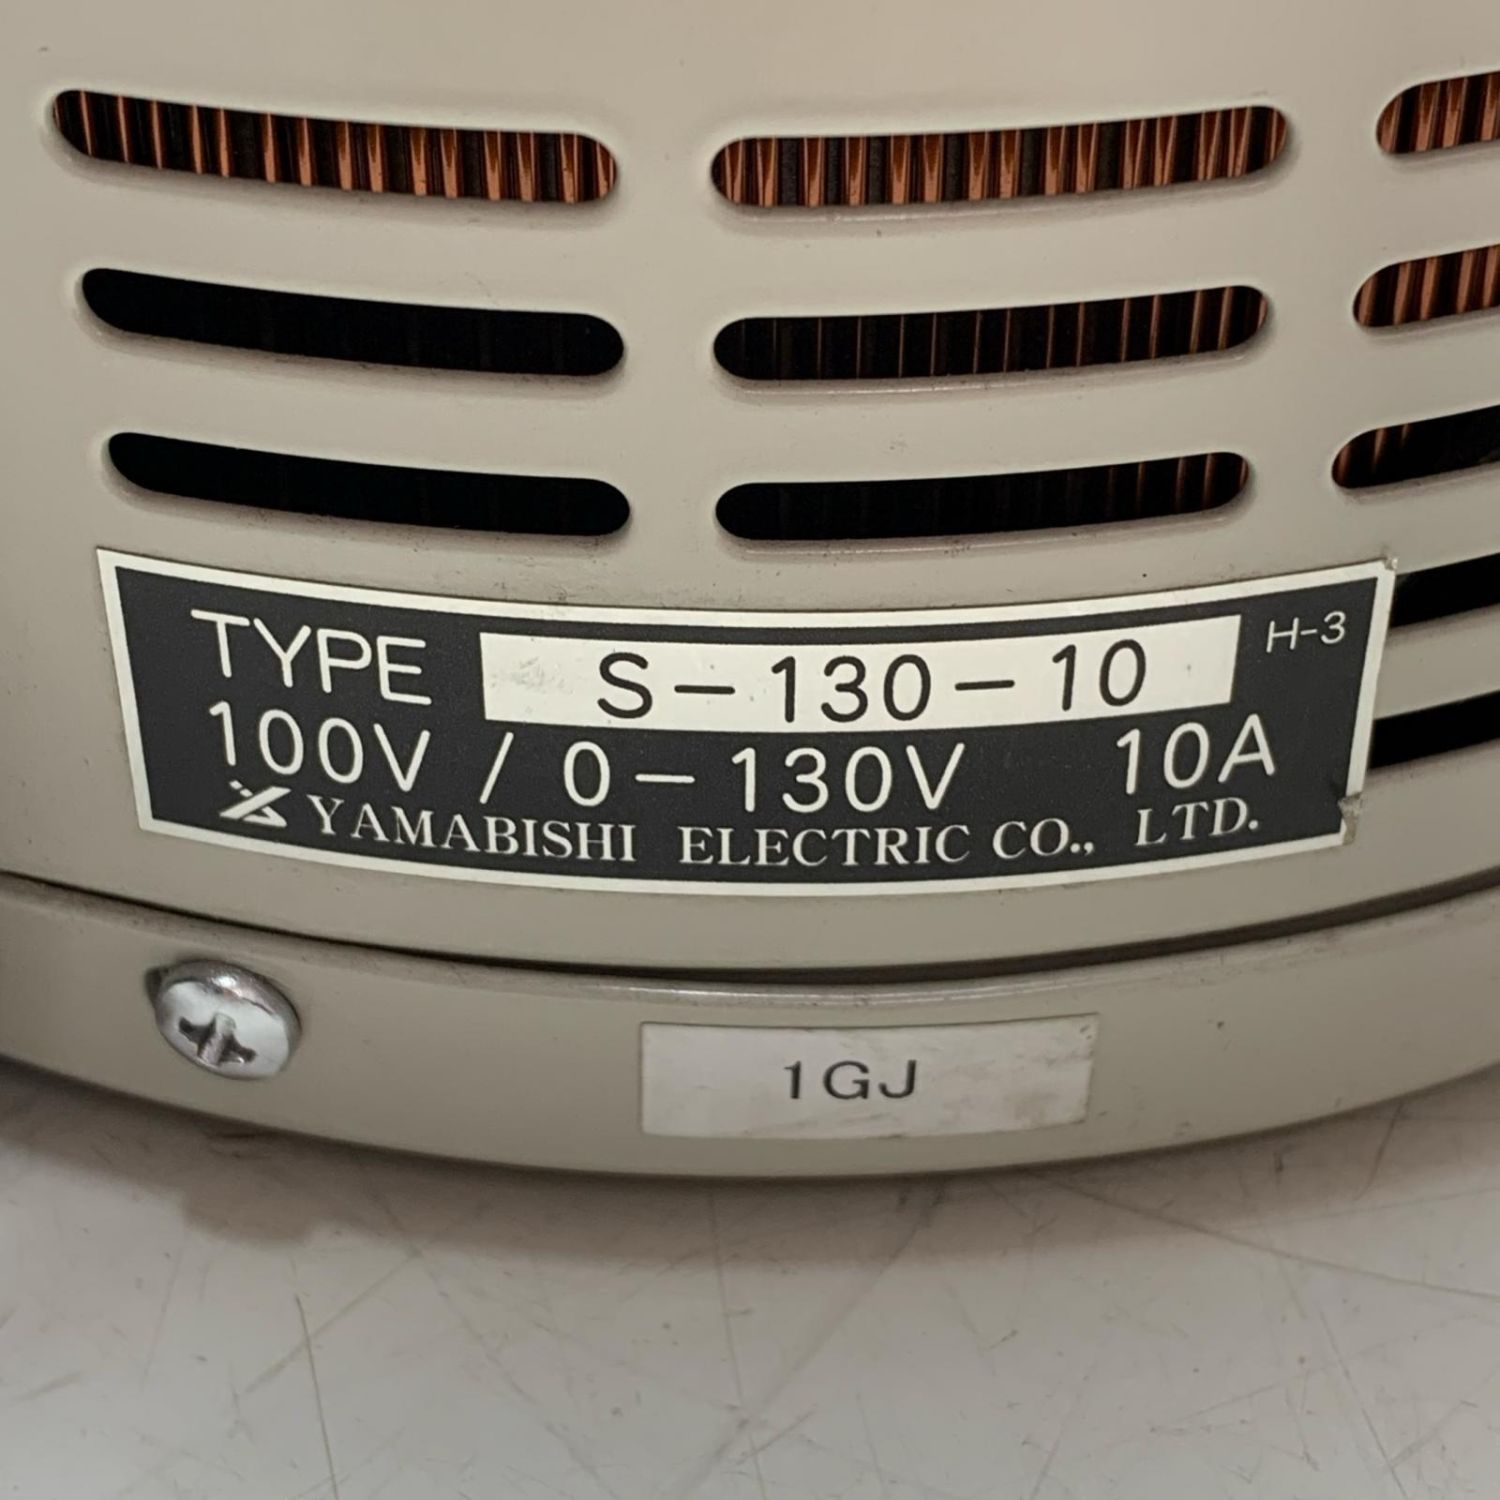 TYPE S-130-10 H-3
100V / 0-130V 10A
YAMABISHI ELECTRIC CO., LTD.
1GJ